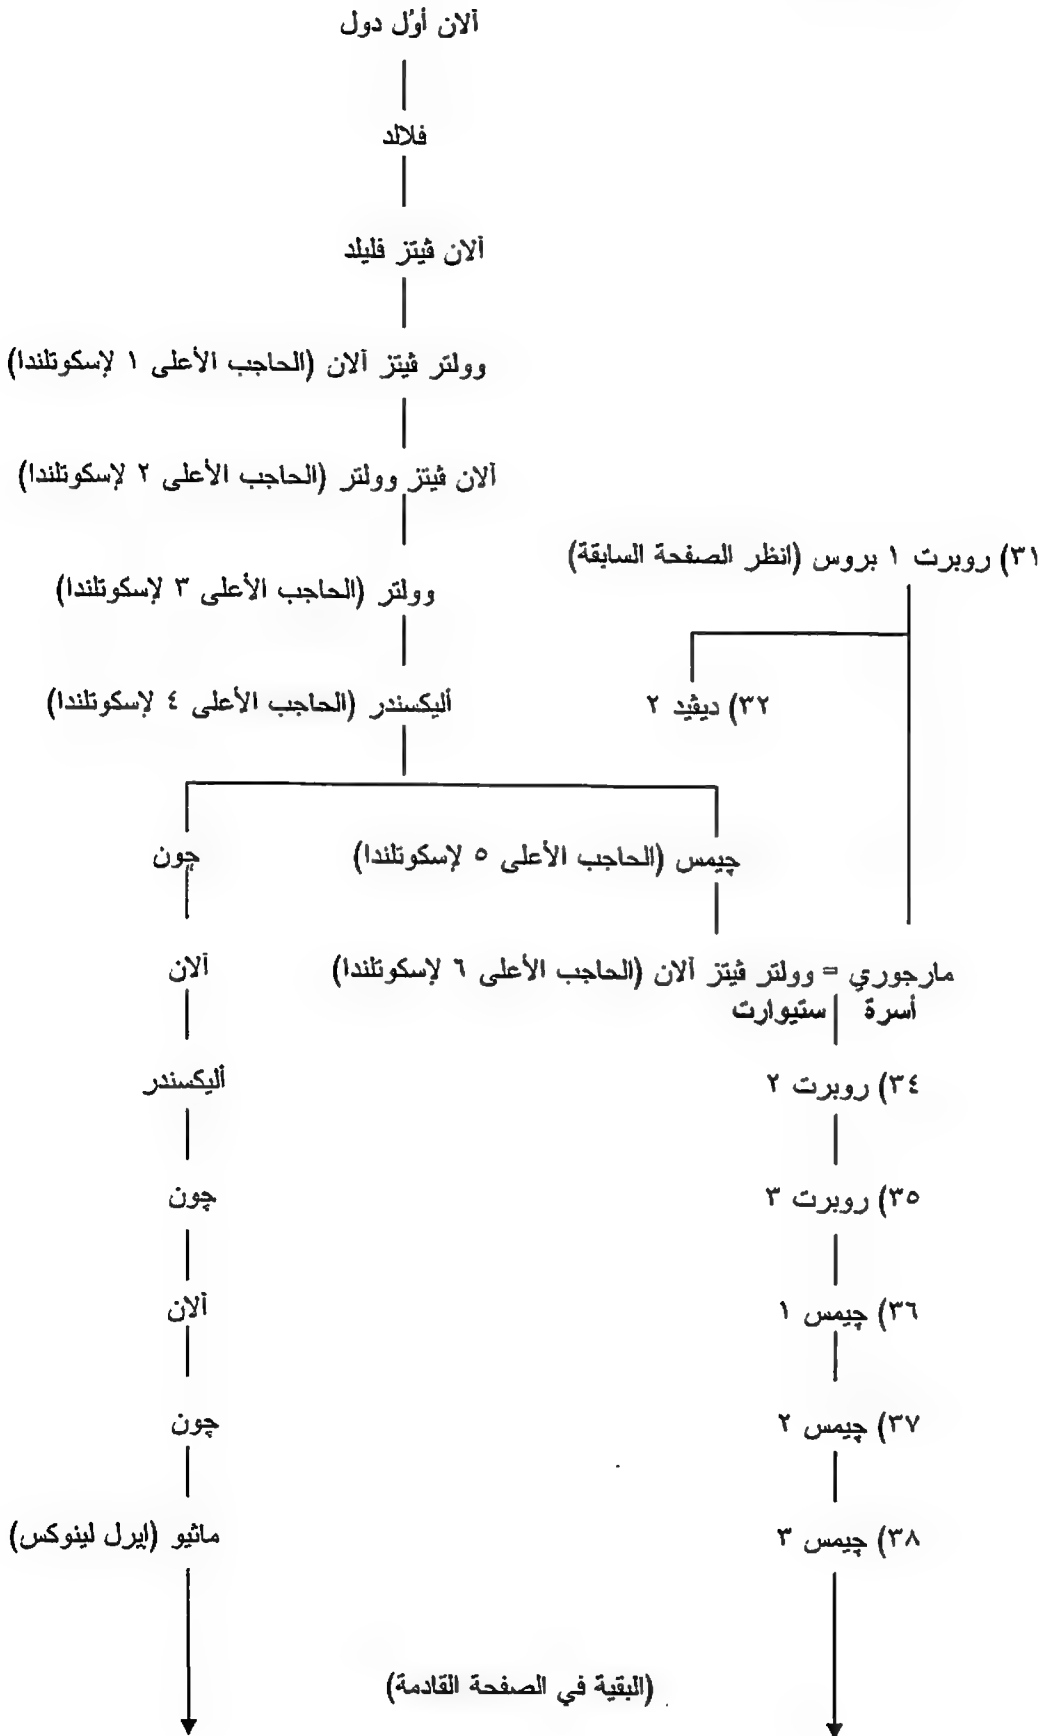 آلان أوّل دول
فلالد
آلان ڤيتز فليلد
وولتر ڤيتز آلان (الحاجب الأعلى ١ لإسكوتلندا)
آلان ڤيتز وولتر (الحاجب الأعلى ٢ لإسكوتلندا)
٣١) روبرت ١ بروس (انظر الصفحة السابقة)
وولتر (الحاجب الأعلى ٣ لإسكوتلندا)
٣٢) ديڤيد ٢
أليكسندر (الحاجب الأعلى ٤ لإسكوتلندا)
چيمس (الحاجب الأعلى ٥ لإسكوتلندا)
چون
مارجوري = وولتر ڤيتز آلان (الحاجب الأعلى ٦ لإسكوتلندا)
آلان
أسرة ستيوارت
٣٤) روبرت ٢
أليكسندر
٣٥) روبرت ٣
چون
٣٦) چيمس ١
آلان
٣٧) چيمس ٢
چون
٣٨) چيمس ٣
ماثيو (إيرل لينوكس)
(البقية في الصفحة القادمة)